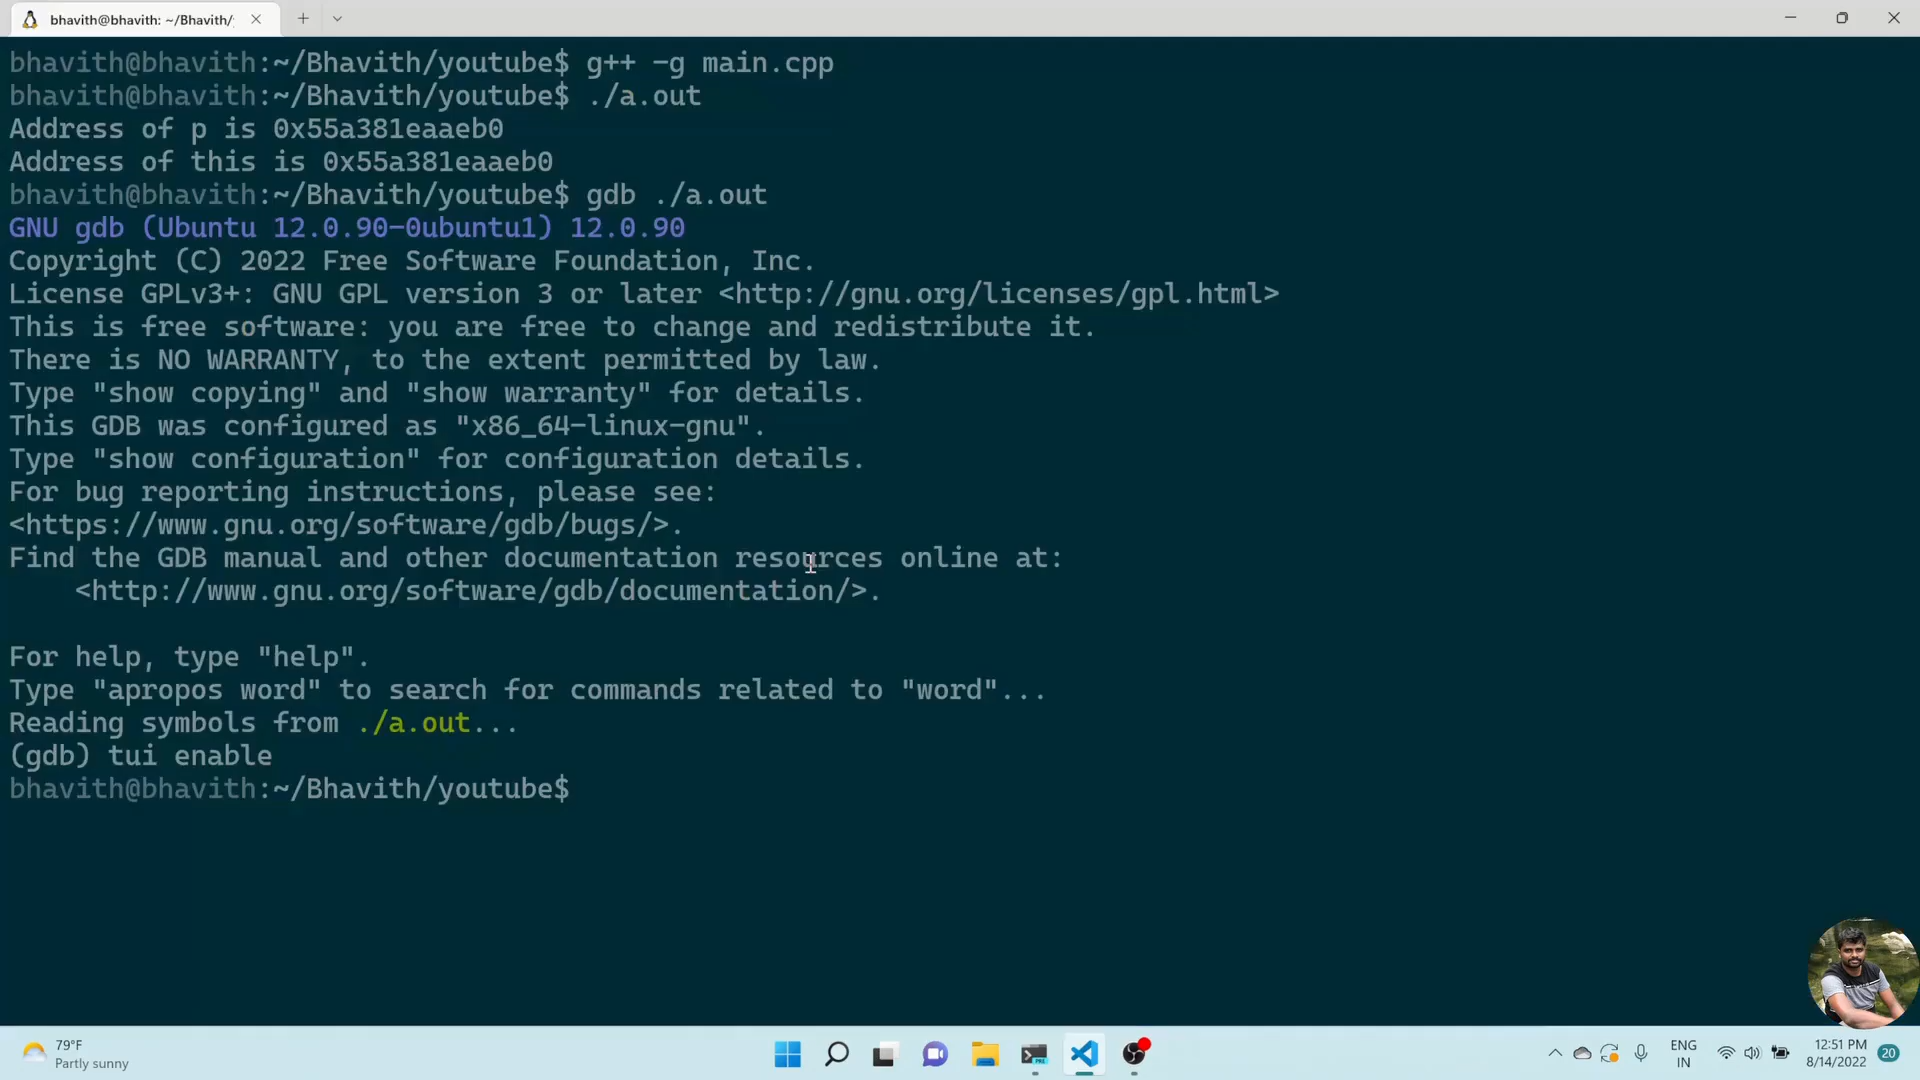 bhavith@bhavith: ~/Bhavith/
bhavith@bhavith:~/Bhavith/youtube$ g++ -g main.cpp
bhavith@bhavith:~/Bhavith/youtube$ ./a.out
Address of p is 0x55a381eaaeb0
Address of this is 0x55a381eaaeb0
bhavith@bhavith:~/Bhavith/youtube$ gdb ./a.out
GNU gdb (Ubuntu 12.0.90-0ubuntu1) 12.0.90
Copyright (C) 2022 Free Software Foundation, Inc.
License GPLv3+: GNU GPL version 3 or later <http://gnu.org/licenses/gpl.html>
This is free software: you are free to change and redistribute it.
There is NO WARRANTY, to the extent permitted by law.
Type "show copying" and "show warranty" for details.
This GDB was configured as "x86_64-linux-gnu".
Type "show configuration" for configuration details.
For bug reporting instructions, please see:
<https://www.gnu.org/software/gdb/bugs/>.
Find the GDB manual and other documentation resources online at:
    <http://www.gnu.org/software/gdb/documentation/>.
For help, type "help".
Type "apropos word" to search for commands related to "word"...
Reading symbols from ./a.out...
(gdb) tui enable
bhavith@bhavith:~/Bhavith/youtube$
79°F
Partly sunny
ENG
IN
12:51 PM
8/14/2022
20